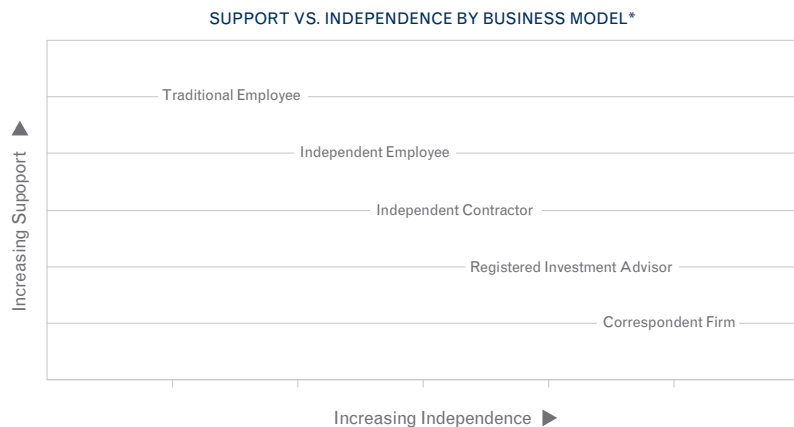 SUPPORT VS. INDEPENDENCE BY BUSINESS MODEL*
Increasing Supoport
Traditional Employee
Independent Employee
Independent Contractor
Registered Investment Advisor
Correspondent Firm
Increasing Independence